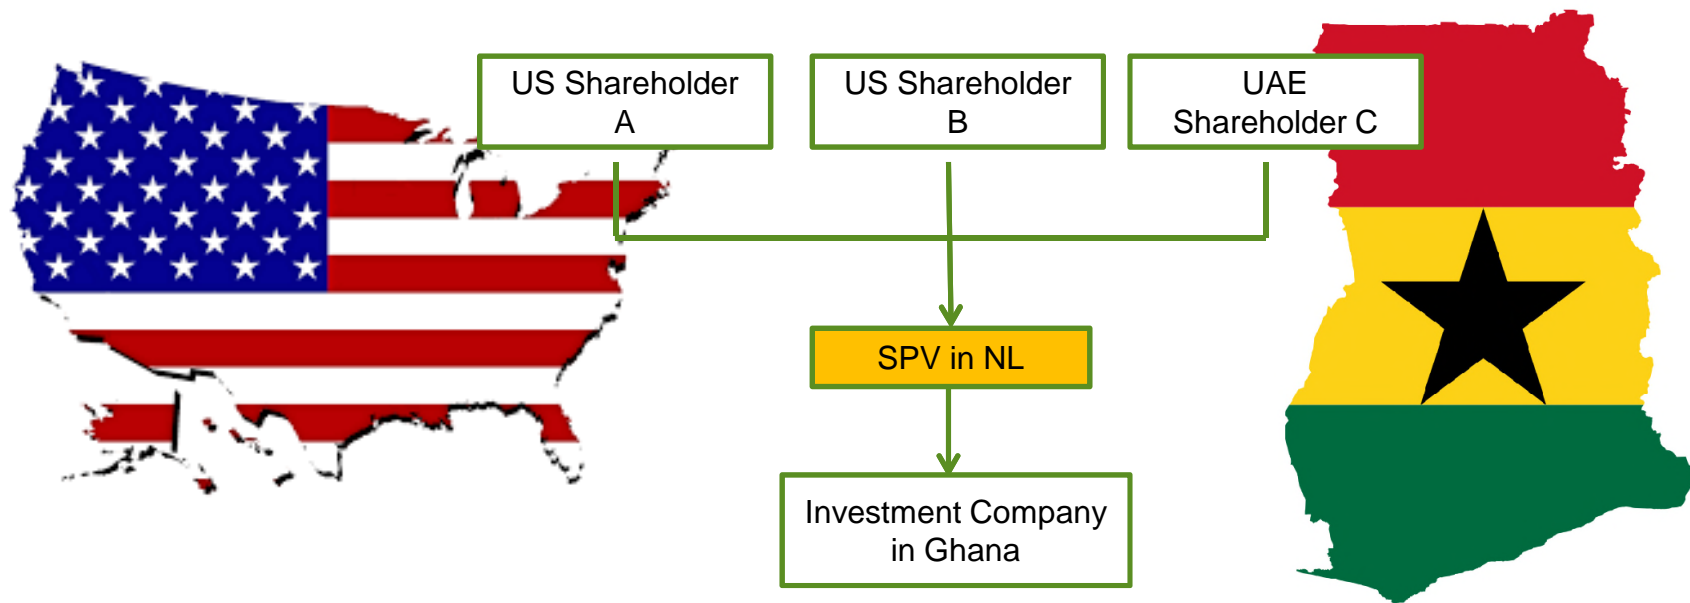 US Shareholder
A
US Shareholder
B
UAE
Shareholder C
SPV in NL
Investment Company
in Ghana